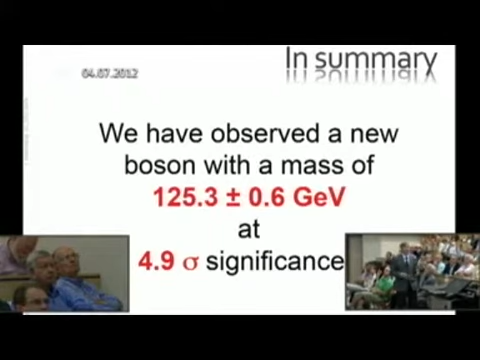 In summary
04.07.2012
We have observed a new
boson with a mass of
125.3 ± 0.6 GeV
at
4.9 σ significance